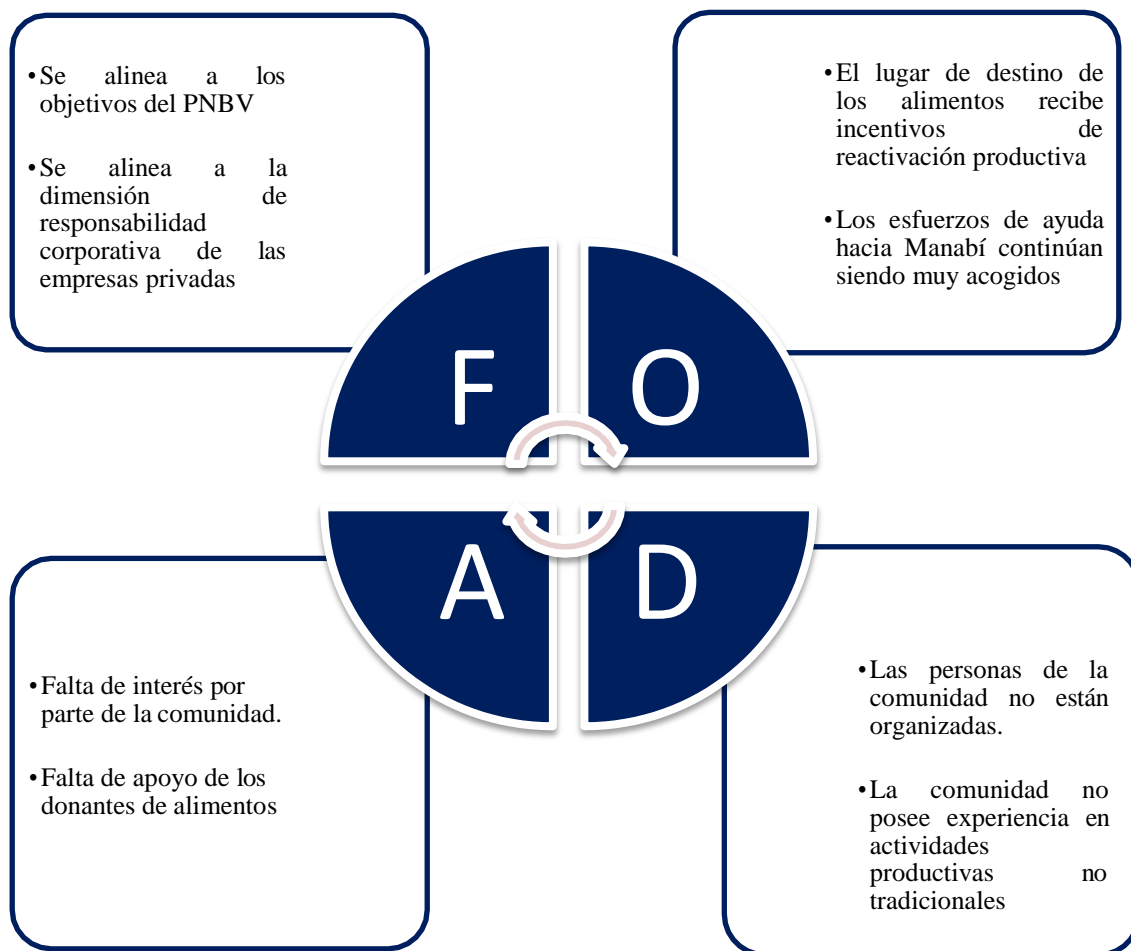 •Se alinea a los
objetivos del PNBV
•Se alinea a la
dimensión de
responsabilidad
corporativa de las
empresas privadas
•El lugar de destino de
los alimentos recibe
incentivos de
reactivación productiva
•Los esfuerzos de ayuda
hacia Manabí continúan
siendo muy acogidos
F
O
A
D
•Falta de interés por
parte de la comunidad.
•Falta de apoyo de los
donantes de alimentos
•Las personas de la
comunidad no están
organizadas.
•La comunidad no
posee experiencia en
actividades
productivas no
tradicionales